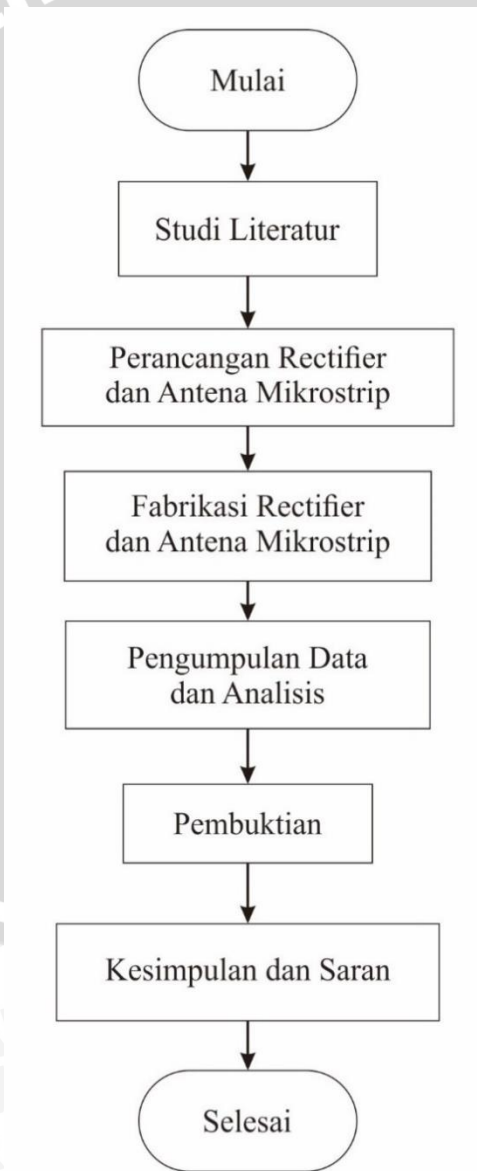 Mulai
Studi Literatur
Perancangan Rectifier
dan Antena Mikrostrip
Fabrikasi Rectifier
dan Antena Mikrostrip
Pengumpulan Data
dan Analisis
Pembuktian
Kesimpulan dan Saran
Selesai